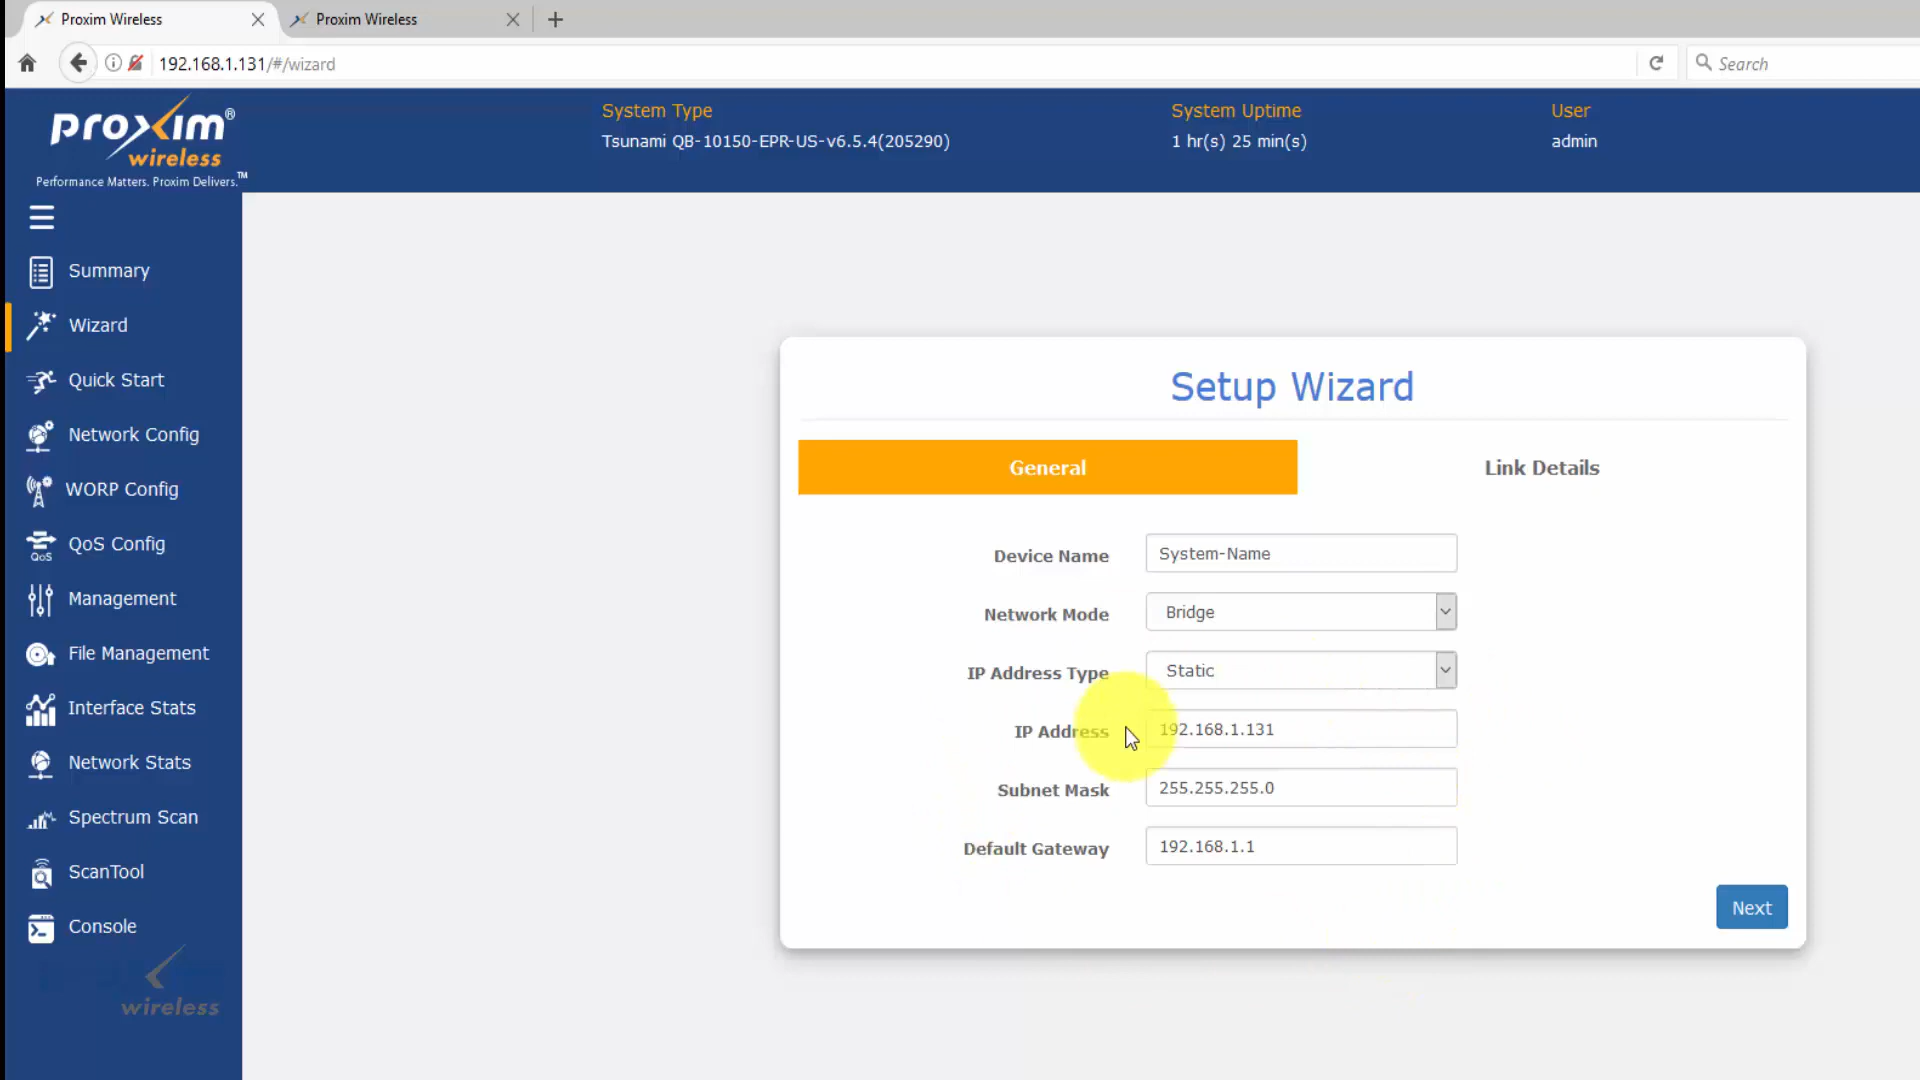 Proxim Wireless
Proxim Wireless
192.168.1.131/#/wizard
Search
proxim®
wireless
Performance Matters. Proxim Delivers.™
System Type
Tsunami QB-10150-EPR-US-v6.5.4(205290)
System Uptime
1 hr(s) 25 min(s)
User
admin
Summary
Wizard
Quick Start
Network Config
WORP Config
QoS
QoS Config
Management
File Management
Interface Stats
Network Stats
Spectrum Scan
ScanTool
Console
wireless
Setup Wizard
General
Link Details
Device Name
System-Name
Network Mode
Bridge
IP Address Type
Static
IP Address
192.168.1.131
Subnet Mask
255.255.255.0
Default Gateway
192.168.1.1
Next